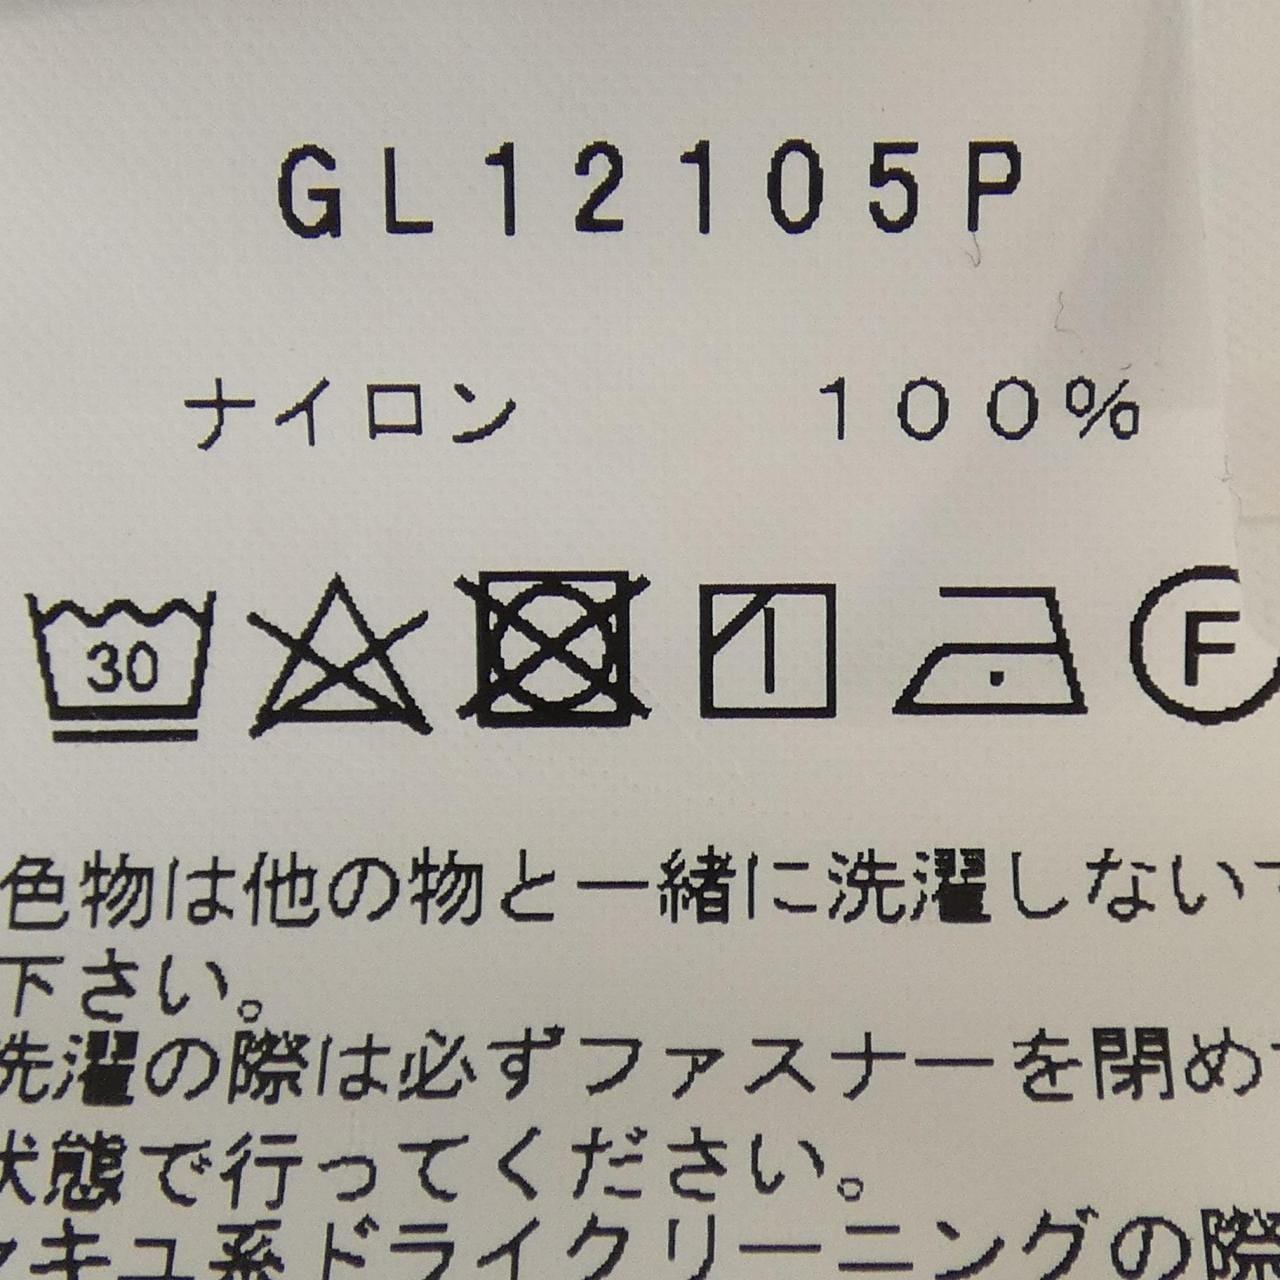 GL12105P
ナイロン 100%
30 F
色物は他の物と一緒に洗濯しない
下さい。
洗濯の際は必ずファスナーを閉め
状態で行ってください。
キュ系ドライクリーニングの際